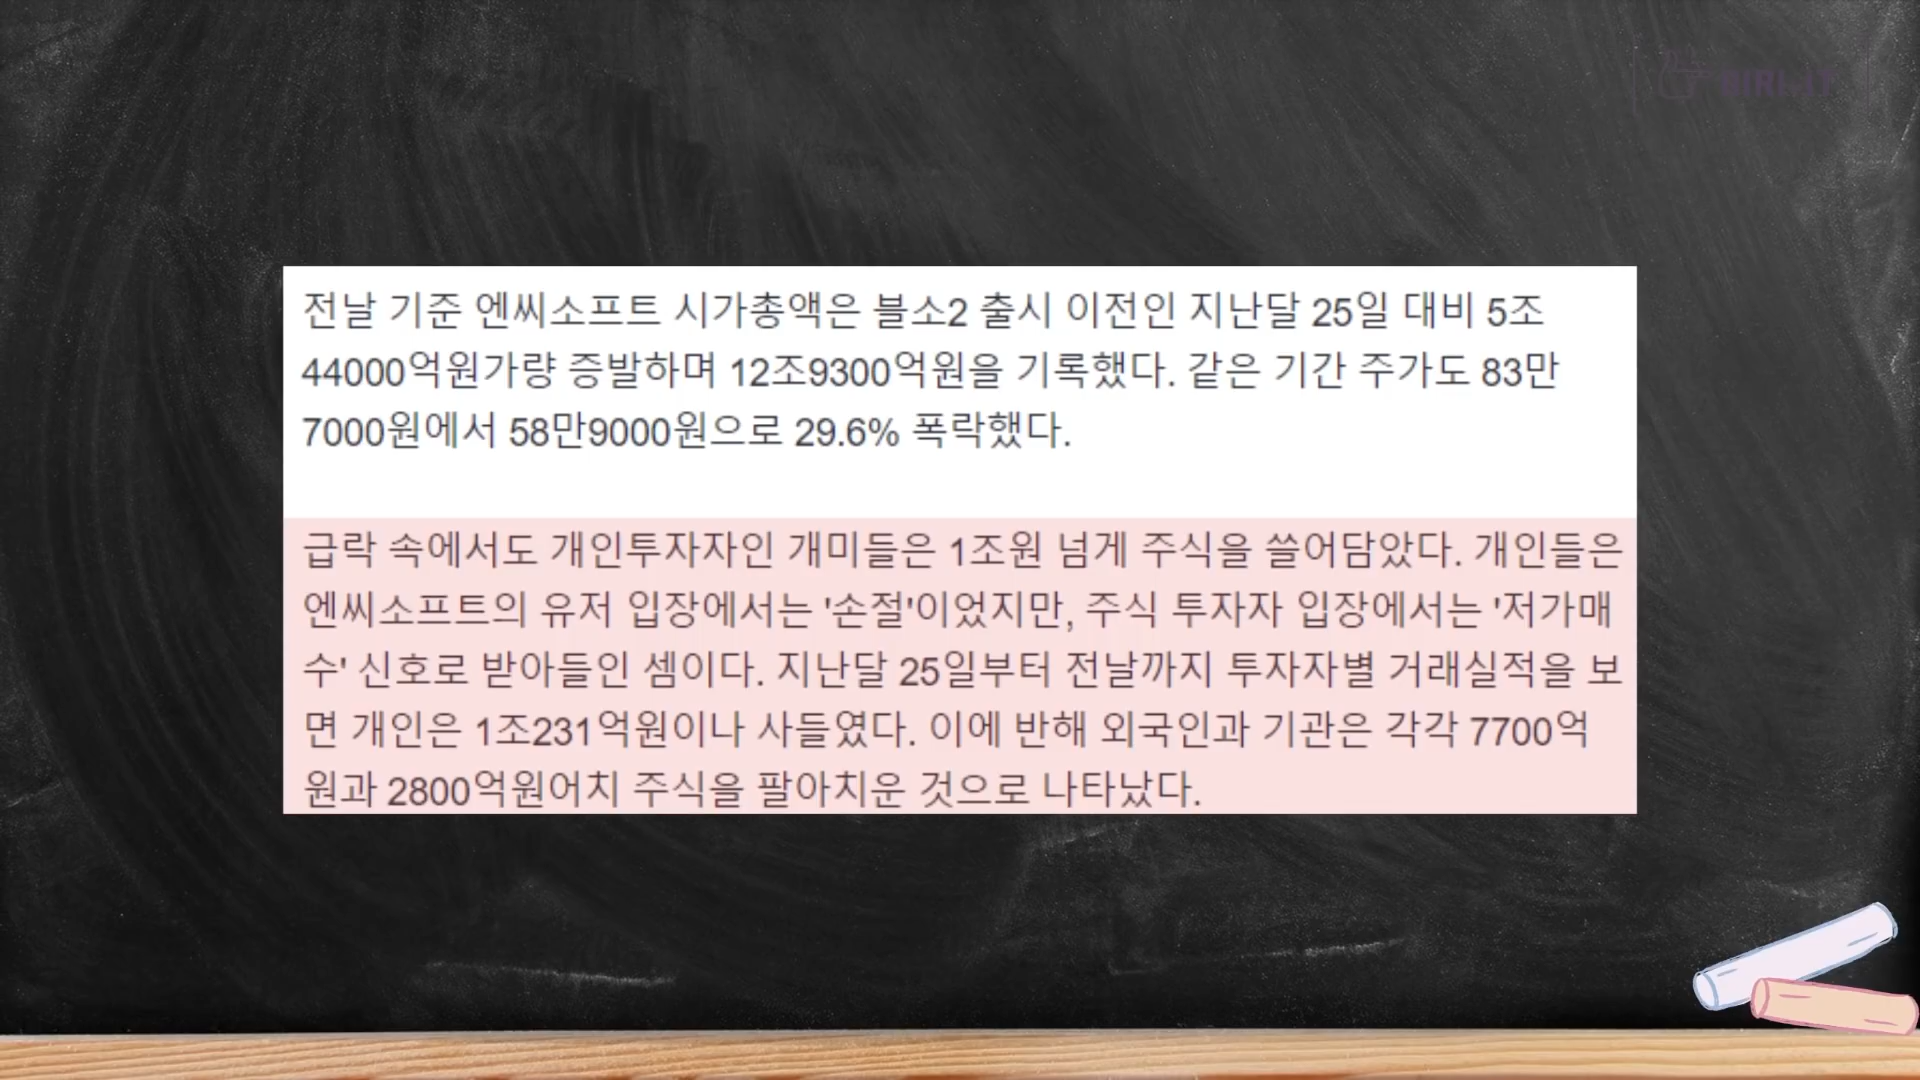 전날 기준 엔씨소프트 시가총액은 블소2 출시 이전인 지난달 25일 대비 5조
44000억원가량 증발하며 12조9300억원을 기록했다. 같은 기간 주가도 83만
7000원에서 58만9000원으로 29.6% 폭락했다.
급락 속에서도 개인투자자인 개미들은 1조원 넘게 주식을 쓸어담았다. 개인들은
엔씨소프트의 유저 입장에서는 '손절'이었지만, 주식 투자자 입장에서는 '저가매
수' 신호로 받아들인 셈이다. 지난달 25일부터 전날까지 투자자별 거래실적을 보
면 개인은 1조231억원이나 사들였다. 이에 반해 외국인과 기관은 각각 7700억
원과 2800억원어치 주식을 팔아치운 것으로 나타났다.